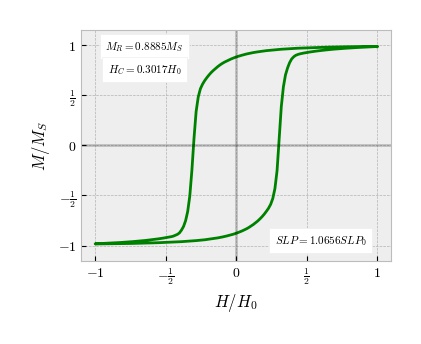 M_R = 0.8885M_S
H_C = 0.3017H_0
SLP = 1.0656SLP_0
M/M_S
1
1/2
0
−1/2
−1
−1 −1/2 0 1/2 1
H/H_0